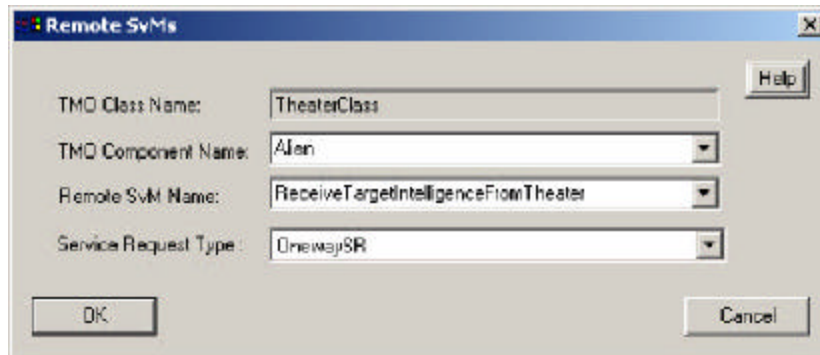 Remote SvMs
Help
TMO Class Name: TheaterClass
TMO Component Name: Alien
Remote SvM Name: ReceiveTargetIntelligenceFromTheater
Service Request Type : OnewaySR
OK Cancel